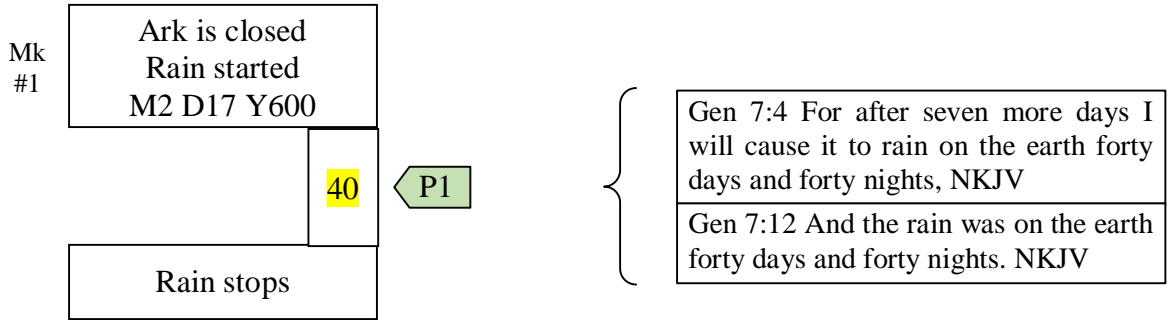 Mk
#1
Ark is closed
Rain started
M2 D17 Y600
40
P1
Rain stops
Gen 7:4 For after seven more days I
will cause it to rain on the earth forty
days and forty nights, NKJV
Gen 7:12 And the rain was on the earth
forty days and forty nights. NKJV